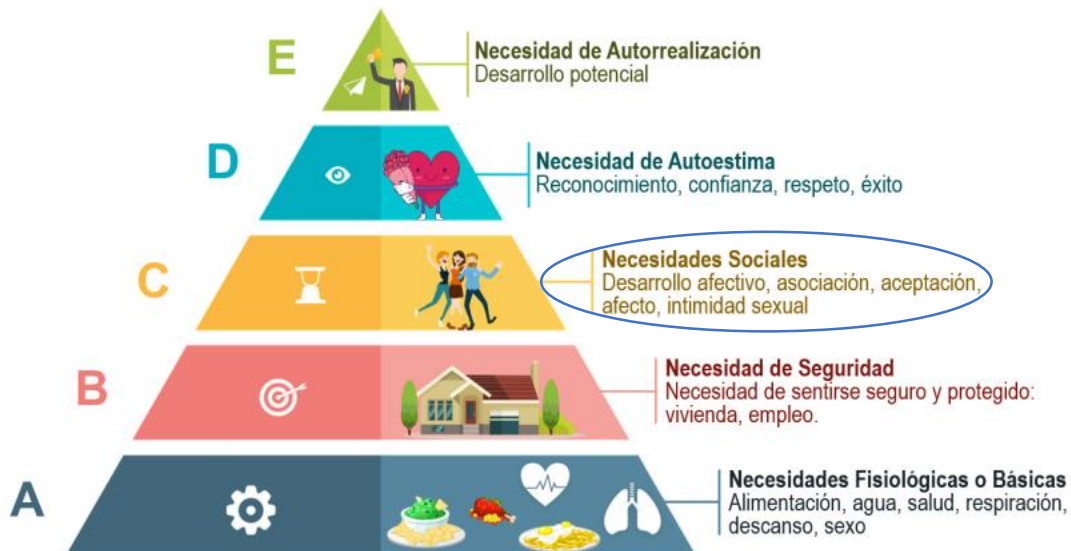 E
Necesidad de Autorrealización
Desarrollo potencial
D
Necesidad de Autoestima
Reconocimiento, confianza, respeto, éxito
C
Necesidades Sociales
Desarrollo afectivo, asociación, aceptación,
afecto, intimidad sexual
B
Necesidad de Seguridad
Necesidad de sentirse seguro y protegido:
vivienda, empleo.
A
Necesidades Fisiológicas o Básicas
Alimentación, agua, salud, respiración,
descanso, sexo